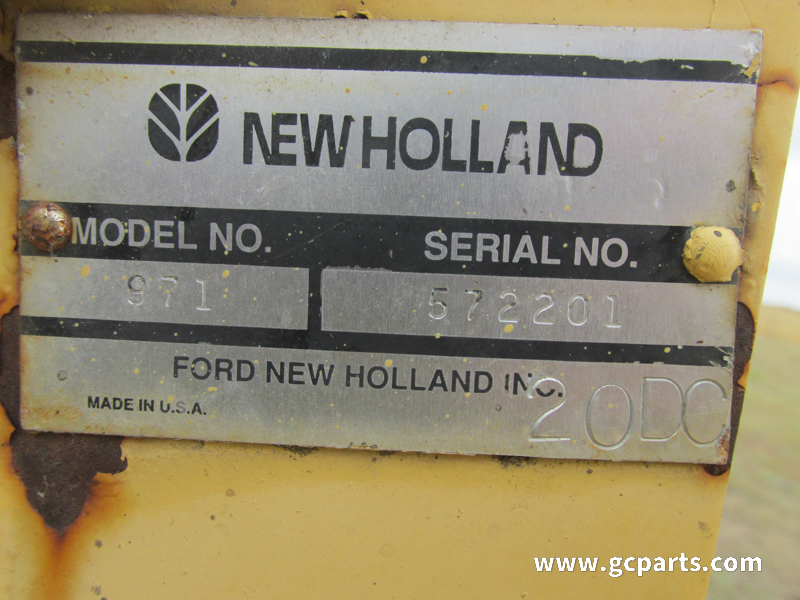 NEW HOLLAND
MODEL NO. SERIAL NO.
971 572201
FORD NEW HOLLAND INC.
20DC
MADE IN U.S.A.
www.gcparts.com